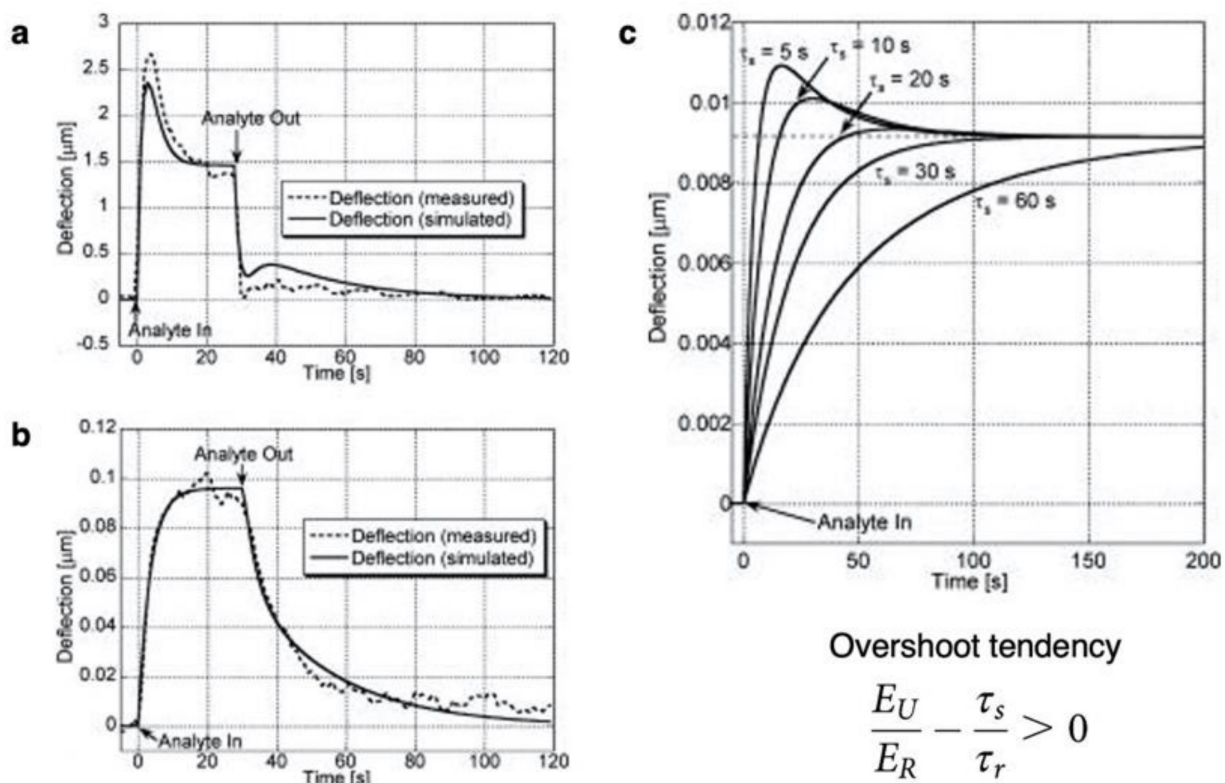 a
3
2.5
2
1.5
1
0.5
0
-0.5
Deflection [μm]
Analyte Out
Deflection (measured)
Deflection (simulated)
Analyte In
0 20 40 60 80 100 120
Time [s]
b
0.12
0.1
0.08
0.06
0.04
0.02
0
Deflection [μm]
Analyte Out
Deflection (measured)
Deflection (simulated)
Analyte In
0 20 40 60 80 100 120
Time [s]
c
0.012
0.01
0.008
0.006
0.004
0.002
0
Deflection [μm]
τs = 5 s
τs = 10 s
τs = 20 s
τs = 30 s
τs = 60 s
Analyte In
0 50 100 150 200
Time [s]
Overshoot tendency
E_U/E_R − τ_s/τ_r > 0